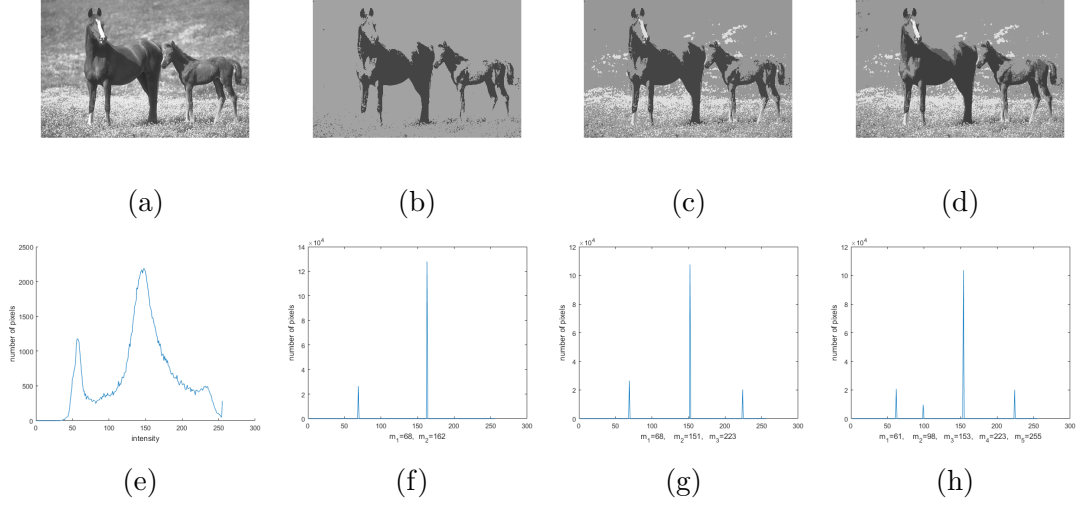 (a)
(b)
(c)
(d)
2500
2000
1500
1000
500
0
number of pixels
0 50 100 150 200 250 300
intensity
×10⁴
14
12
10
8
6
4
2
0
number of pixels
0 50 100 150 200 250 300
m₁=68, m₂=162
×10⁴
12
10
8
6
4
2
0
number of pixels
0 50 100 150 200 250 300
m₁=68, m₂=151, m₃=223
×10⁴
12
10
8
6
4
2
0
number of pixels
0 50 100 150 200 250 300
m₁=61, m₂=98, m₃=153, m₄=223, m₅=255
(e)
(f)
(g)
(h)